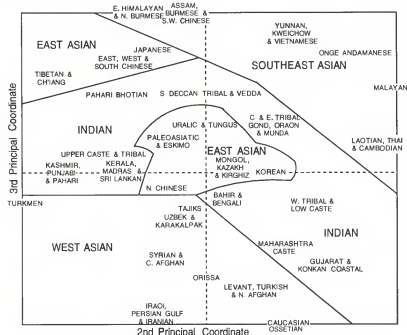 E. HIMALAYAN
& N. BURMESE
ASSAM,
BURMESE &
S.W. CHINESE
YUNNAN,
KWEICHOW
& VIETNAMESE
EAST ASIAN
JAPANESE
ONGE ANDAMANESE
EAST, WEST &
SOUTH CHINESE
SOUTHEAST ASIAN
TIBETAN &
CH'IANG
MALAYAN
PAHARI BHOTIAN
S DECCAN TRIBAL & VEDDA
URALIC & TUNGUS
C & E. TRIBAL
GOND, ORAON
& MUNDA
INDIAN
PALEOASIATIC
& ESKIMO
LAOTIAN, THAI
& CAMBODIAN
EAST ASIAN
UPPER CASTE & TRIBAL
KASHMIR,
PUNJABI
& PAHARI
KERALA,
MADRAS &
SRI LANKAN
MONGOL,
KAZAKH
& KIRGHIZ
KOREAN
N CHINESE
BAHIR &
BENGALI
TURKMEN
TAJIKS
W. TRIBAL &
LOW CASTE
UZBEK &
KARAKALPAK
INDIAN
WEST ASIAN
MAHARASHTRA
CASTE
SYRIAN &
C. AFGHAN
GUJARAT &
KONKAN COASTAL
ORISSA
LEVANT, TURKISH
& N. AFGHAN
IRAQI,
PERSIAN GULF
& IRANIAN
CAUCASIAN
OSSETIAN
2nd Principal Coordinate
3rd Principal Coordinate